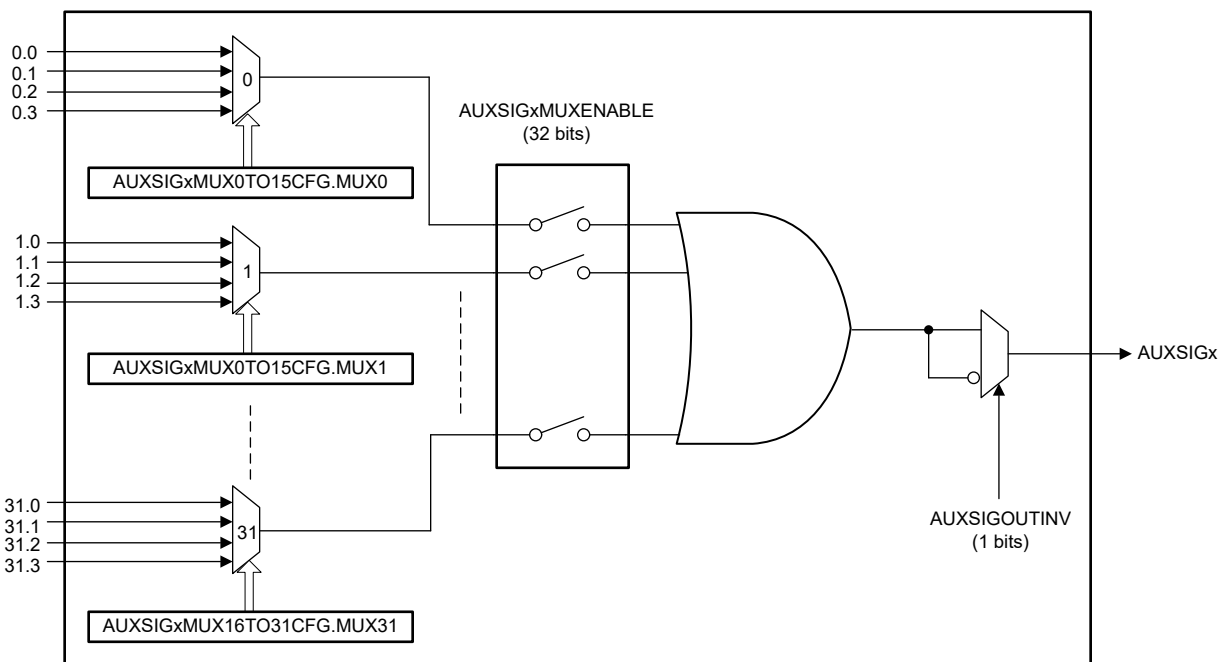 0.0
0.1
0.2
0.3
0
AUXSIGxMUX0TO15CFG.MUX0
AUXSIGxMUXENABLE
(32 bits)
1.0
1.1
1.2
1.3
1
AUXSIGxMUX0TO15CFG.MUX1
AUXSIGx
31.0
31.1
31.2
31.3
31
AUXSIGxMUX16TO31CFG.MUX31
AUXSIGOUTINV
(1 bits)